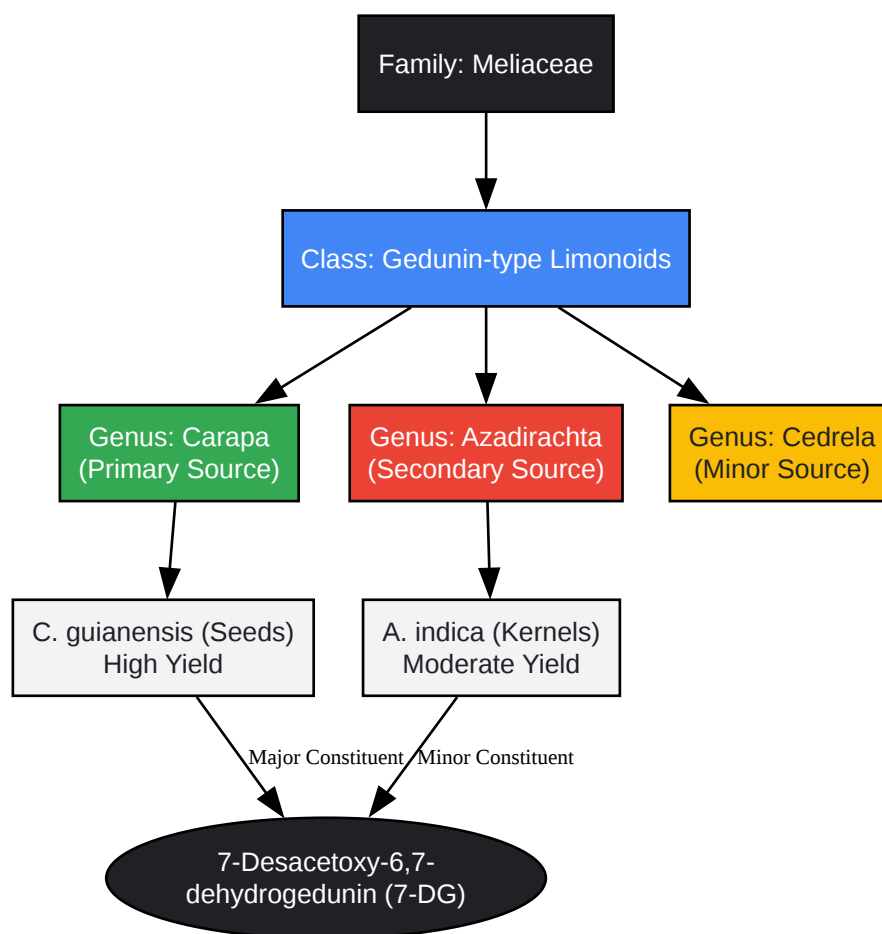 Family: Meliaceae
Class: Gedunin-type Limonoids
Genus: Carapa
(Primary Source)
Genus: Azadirachta
(Secondary Source)
Genus: Cedrela
(Minor Source)
C. guianensis (Seeds)
High Yield
A. indica (Kernels)
Moderate Yield
Major Constituent
Minor Constituent
7-Desacetoxy-6,7-
dehydrogedunin (7-DG)